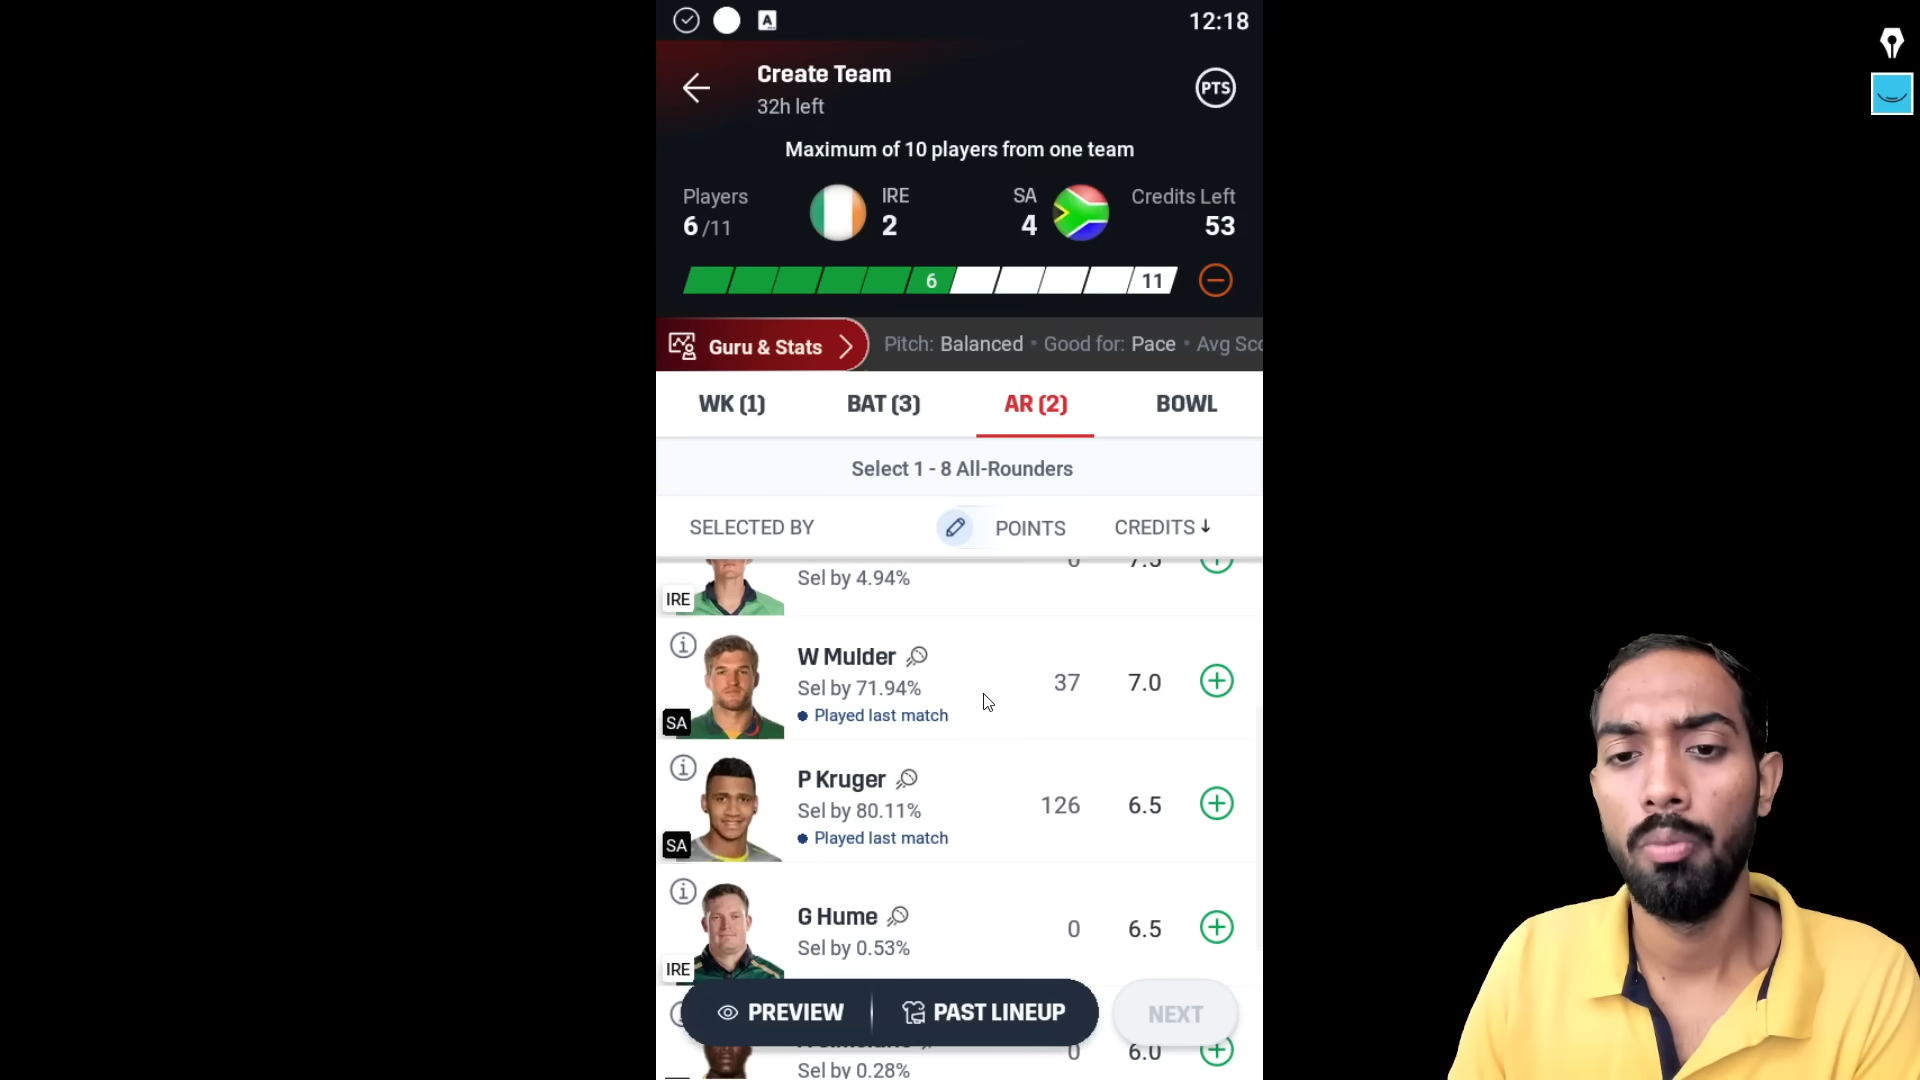 A
12:18
Create Team
32h left
PTS
Maximum of 10 players from one team
Players
6 /11
IRE
2
SA
4
Credits Left
53
6
11
Guru & Stats
Pitch: Balanced • Good for: Pace • Avg Sco
WK (1)
BAT (3)
AR (2)
BOWL
Select 1 - 8 All-Rounders
SELECTED BY
POINTS
CREDITS
Sel by 4.94%
IRE
0
7.5
W Mulder
Sel by 71.94%
Played last match
SA
37
7.0
P Kruger
Sel by 80.11%
Played last match
SA
126
6.5
G Hume
Sel by 0.53%
IRE
0
6.5
PREVIEW
PAST LINEUP
NEXT
0
6.0
Sel by 0.28%